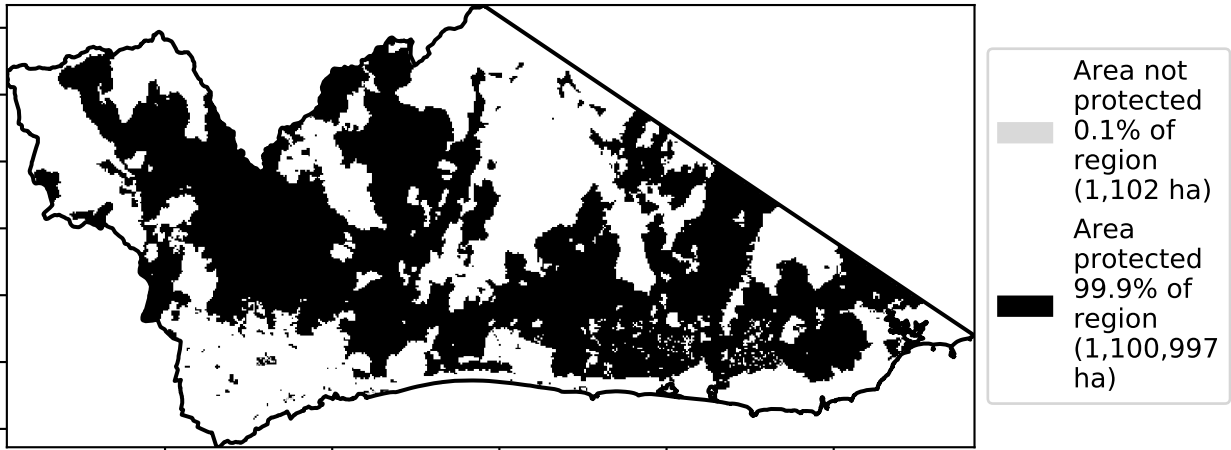 Area not
protected
0.1% of
region
(1,102 ha)
Area
protected
99.9% of
region
(1,100,997
ha)